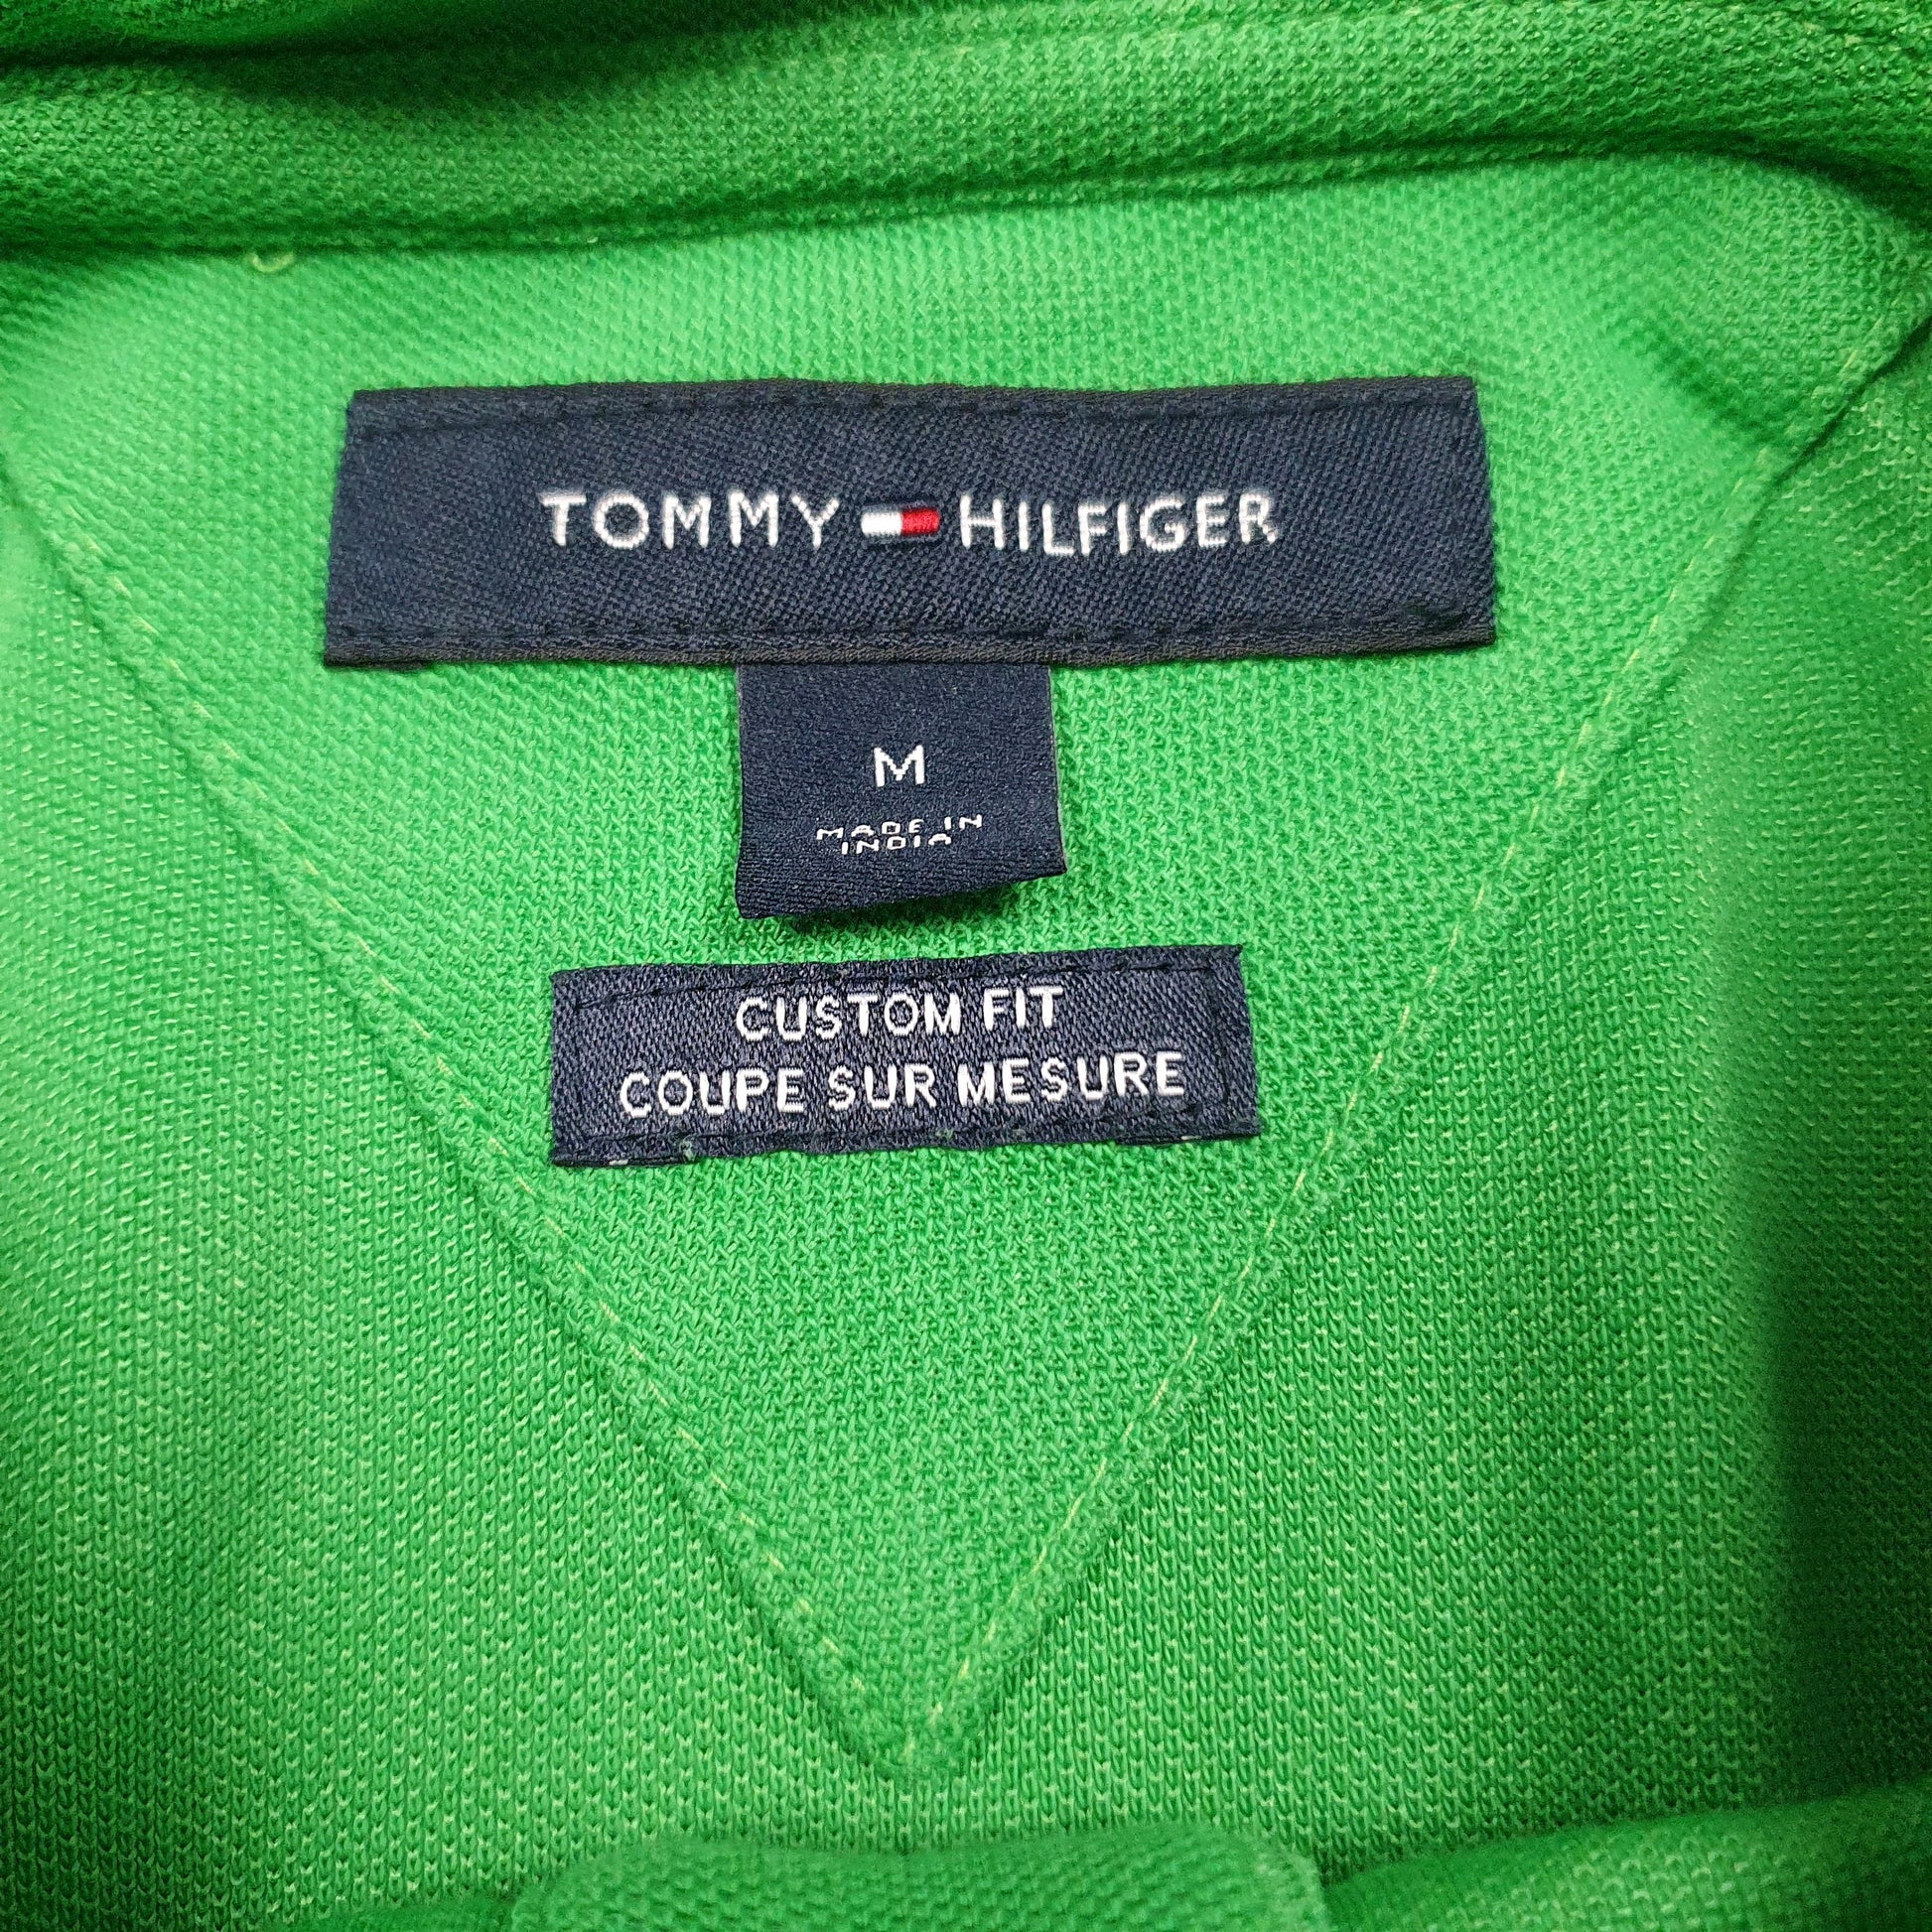 TOMMY HILFIGER
M
MADE IN
INDIA
CUSTOM FIT
COUPE SUR MESURE